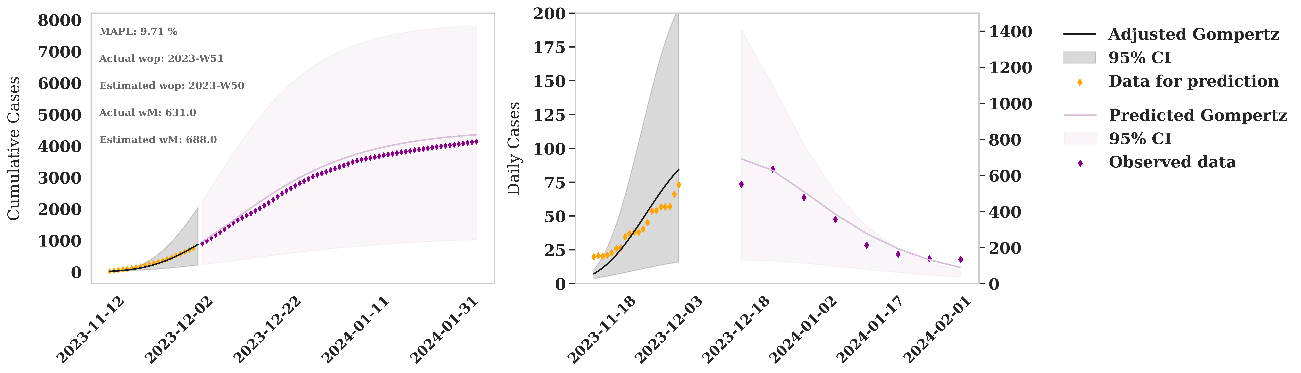 Cumulative Cases
8000
7000
6000
5000
4000
3000
2000
1000
0
MAPL: 9.71 %
Actual wop: 2023-W51
Estimated wop: 2023-W50
Actual wM: 631.0
Estimated wM: 688.0
2023-11-12
2023-12-02
2023-12-22
2024-01-11
2024-01-31
Daily Cases
200
175
150
125
100
75
50
25
0
1400
1200
1000
800
600
400
200
0
2023-11-18
2023-12-03
2023-12-18
2024-01-02
2024-01-17
2024-02-01
Adjusted Gompertz
95% CI
Data for prediction
Predicted Gompertz
95% CI
Observed data